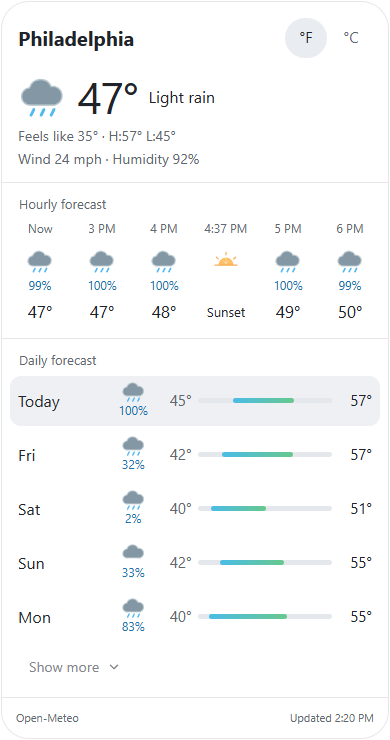 Philadelphia °F °C
47° Light rain
Feels like 35° · H:57° L:45°
Wind 24 mph · Humidity 92%
Hourly forecast
Now 3 PM 4 PM 4:37 PM 5 PM 6 PM
99% 100% 100% 100% 99%
47° 47° 48° Sunset 49° 50°
Daily forecast
Today 100% 45° 57°
Fri 32% 42° 57°
Sat 2% 40° 51°
Sun 33% 42° 55°
Mon 83% 40° 55°
Show more
Open-Meteo Updated 2:20 PM